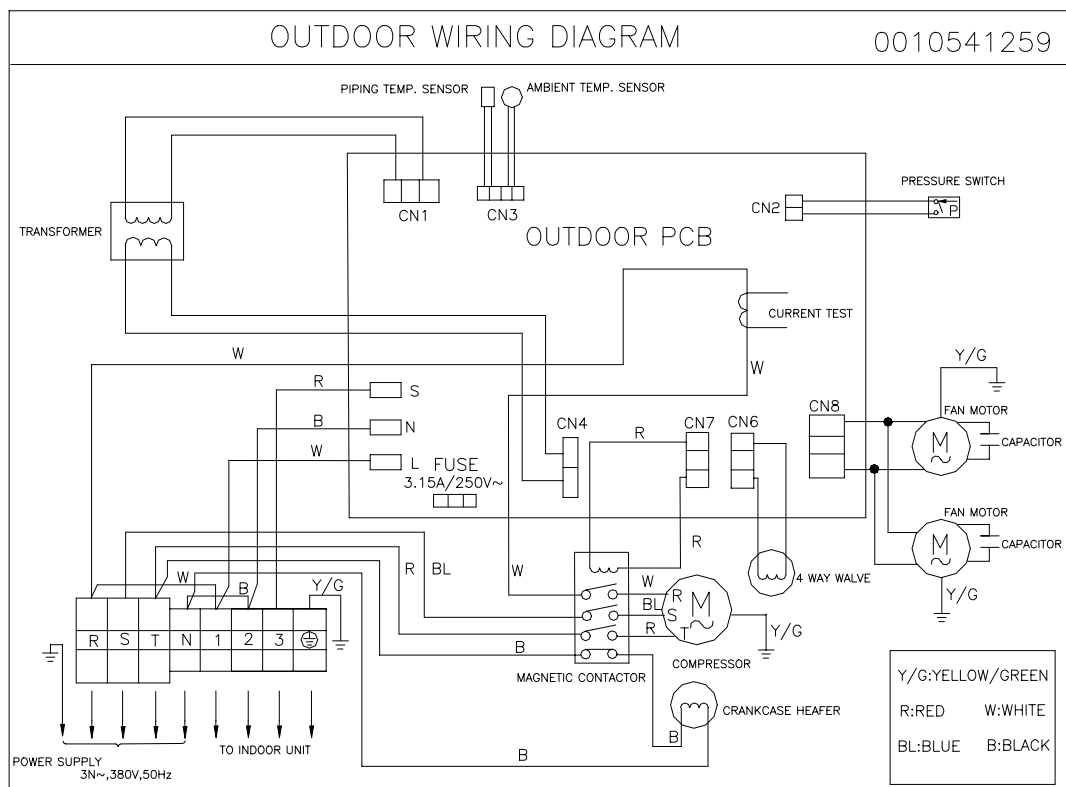 OUTDOOR WIRING DIAGRAM
0010541259
PIPING TEMP. SENSOR
AMBIENT TEMP. SENSOR
CN1
CN3
PRESSURE SWITCH
CN2
P
TRANSFORMER
OUTDOOR PCB
CURRENT TEST
W
W
Y/G
R
S
CN8
FAN MOTOR
B
N
CN4
R
CN7
CN6
M
CAPACITOR
W
L
FUSE
3.15A/250V~
FAN MOTOR
R
M
CAPACITOR
W
B
Y/G
R
BL
W
W
R
4 WAY WALVE
BL
S
M
Y/G
R
T
Y/G
R
S
T
N
1
2
3
B
MAGNETIC CONTACTOR
COMPRESSOR
CRANKCASE HEAFER
B
B
TO INDOOR UNIT
POWER SUPPLY
3N~,380V,50Hz
Y/G:YELLOW/GREEN
R:RED
W:WHITE
BL:BLUE
B:BLACK